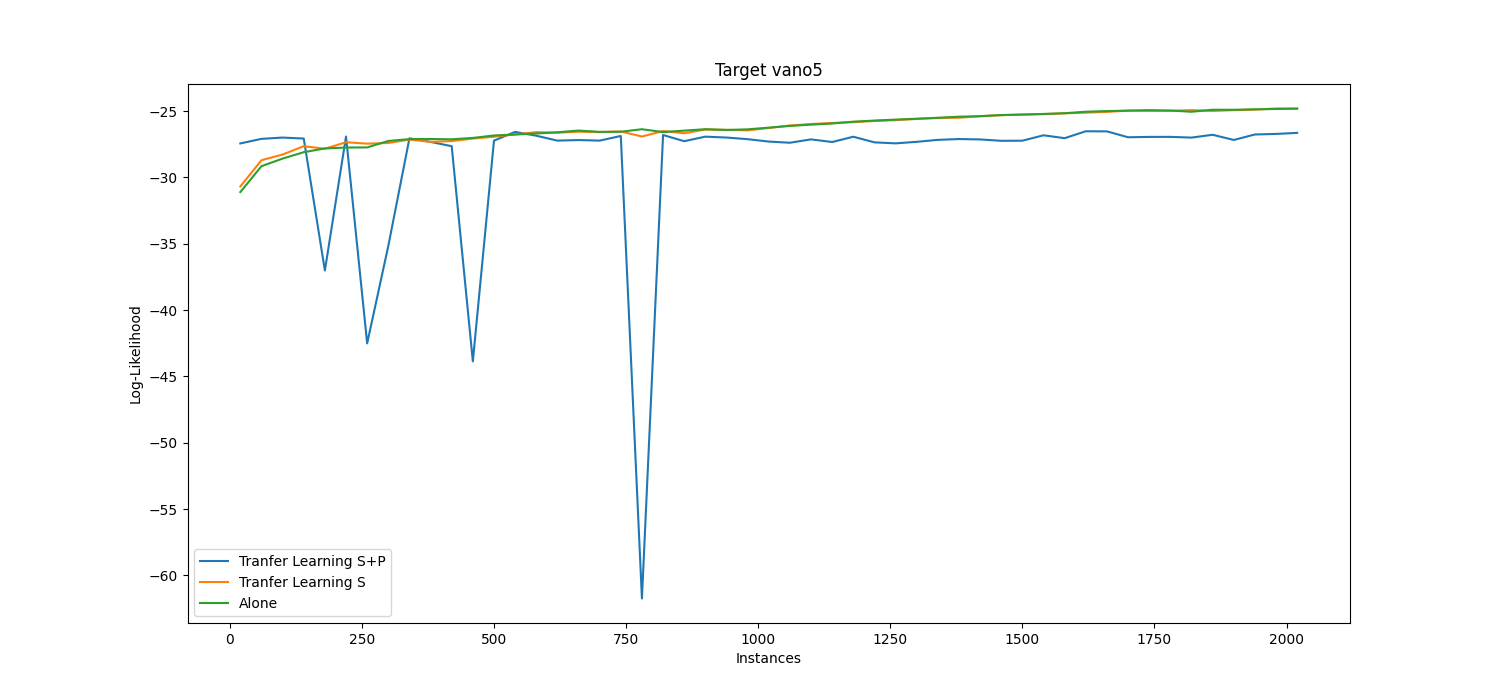 Target vano5
−25
−30
−35
−40
−45
−50
−55
−60
Log-Likelihood
Tranfer Learning S+P
Tranfer Learning S
Alone
0 250 500 750 1000 1250 1500 1750 2000
Instances